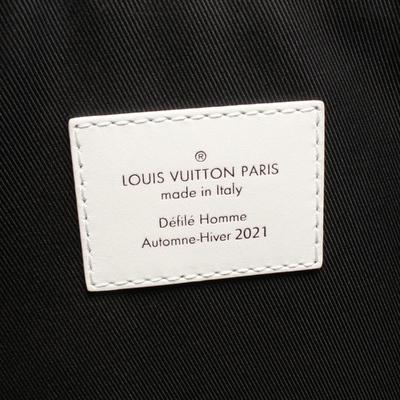 ®
LOUIS VUITTON PARIS
made in Italy
Défilé Homme
Automne-Hiver 2021